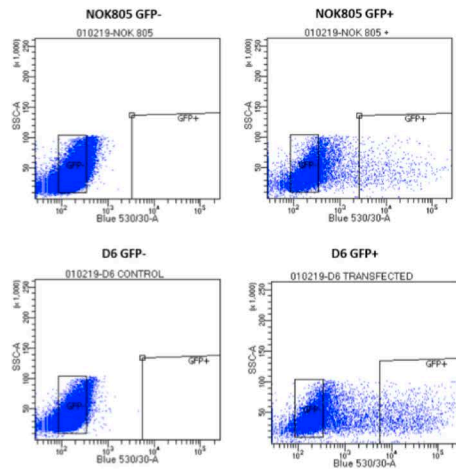 NOK805 GFP-
010219-NOK 805
SSC-A
(x 1,000)
250
200
150
100
50
GFP-
GFP+
10² 10³ 10⁴ 10⁵
Blue 530/30-A
NOK805 GFP+
010219-NOK 805 +
SSC-A
(x 1,000)
250
200
150
100
50
GFP-
GFP+
10² 10³ 10⁴ 10⁵
Blue 530/30-A
D6 GFP-
010219-D6 CONTROL
SSC-A
(x 1,000)
250
200
150
100
50
GFP-
GFP+
10² 10³ 10⁴ 10⁵
Blue 530/30-A
D6 GFP+
010219-D6 TRANSFECTED
SSC-A
(x 1,000)
250
200
150
100
50
GFP+
10² 10³ 10⁴ 10⁵
Blue 530/30-A